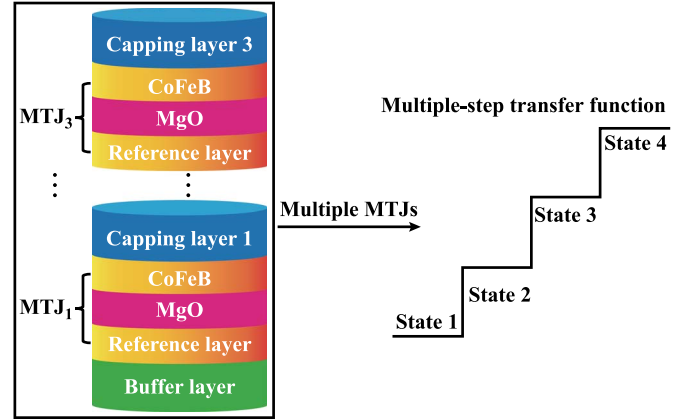 Capping layer 3
CoFeB
MTJ3
MgO
Reference layer
Capping layer 1
CoFeB
MTJ1
MgO
Reference layer
Buffer layer
Multiple MTJs
Multiple-step transfer function
State 4
State 3
State 2
State 1